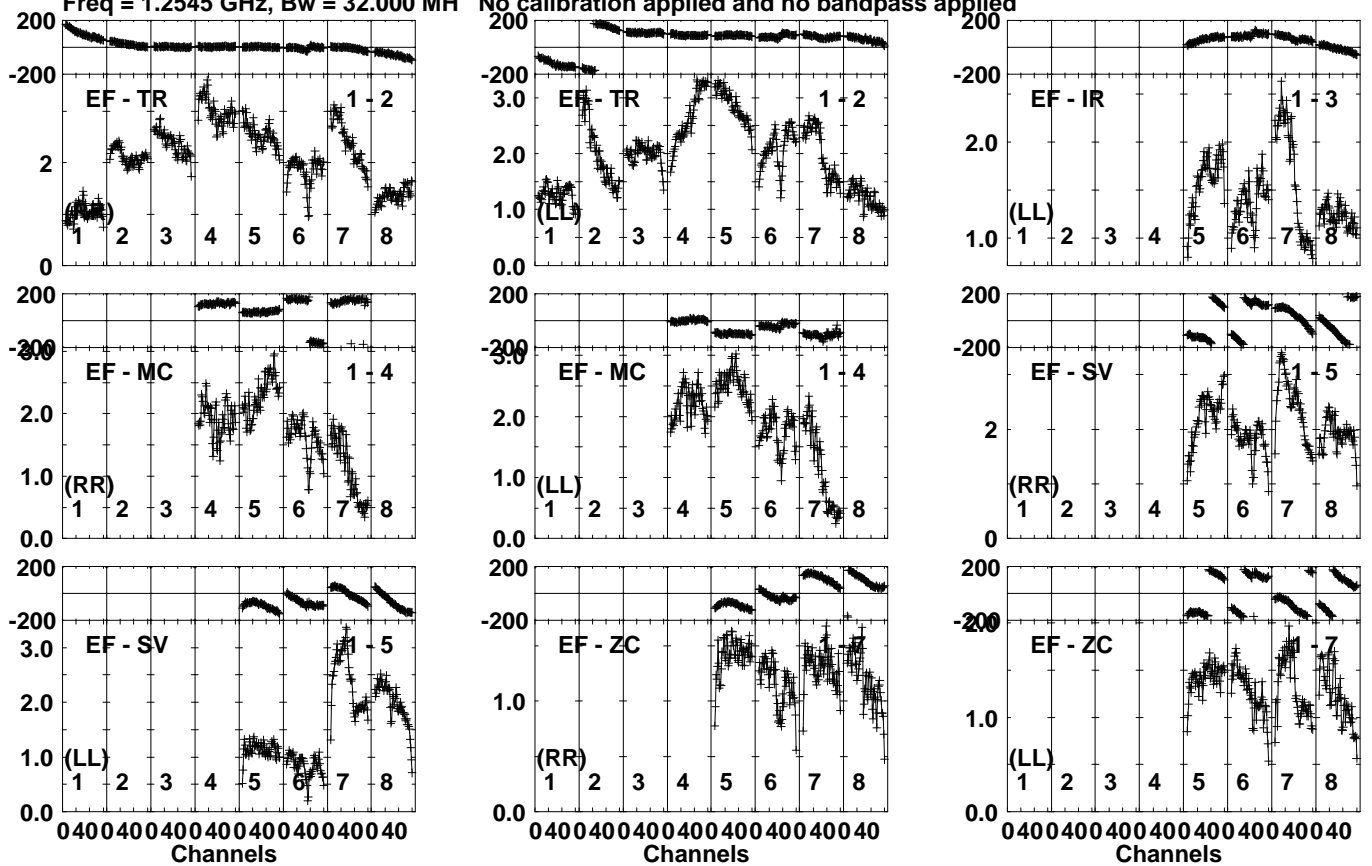 Freq = 1.2545 GHz, Bw = 32.000 MH No calibration applied and no bandpass applied
200
-200
EF - TR 1 - 2
2
(RR)
1 2 3 4 5 6 7 8
0
200
-200
EF - TR 1 - 2
3.0
2.0
1.0
(LL)
1 2 3 4 5 6 7 8
0.0
200
-200
EF - IR 1 - 3
2.0
(LL)
1.0
1 2 3 4 5 6 7 8
200
-200
3.0
EF - MC 1 - 4
2.0
1.0
(RR)
1 2 3 4 5 6 7 8
0.0
200
-200
3.0
EF - MC 1 - 4
2.0
1.0
(LL)
1 2 3 4 5 6 7 8
0.0
200
-200
EF - SV 1 - 5
2
(RR)
1 2 3 4 5 6 7 8
0
200
-200
EF - SV 1 - 5
3.0
2.0
1.0
(LL)
1 2 3 4 5 6 7 8
0.0
0 40 0 40 0 40 0 40 0 40 0 40 0 40 0 40
Channels
200
-200
EF - ZC 1 - 7
1.0
(RR)
1 2 3 4 5 6 7 8
0.0
0 40 0 40 0 40 0 40 0 40 0 40 0 40 0 40
Channels
200
-200
2.0
EF - ZC 1 - 7
1.0
(LL)
1 2 3 4 5 6 7 8
0.0
0 40 0 40 0 40 0 40 0 40 0 40 0 40 0 40
Channels